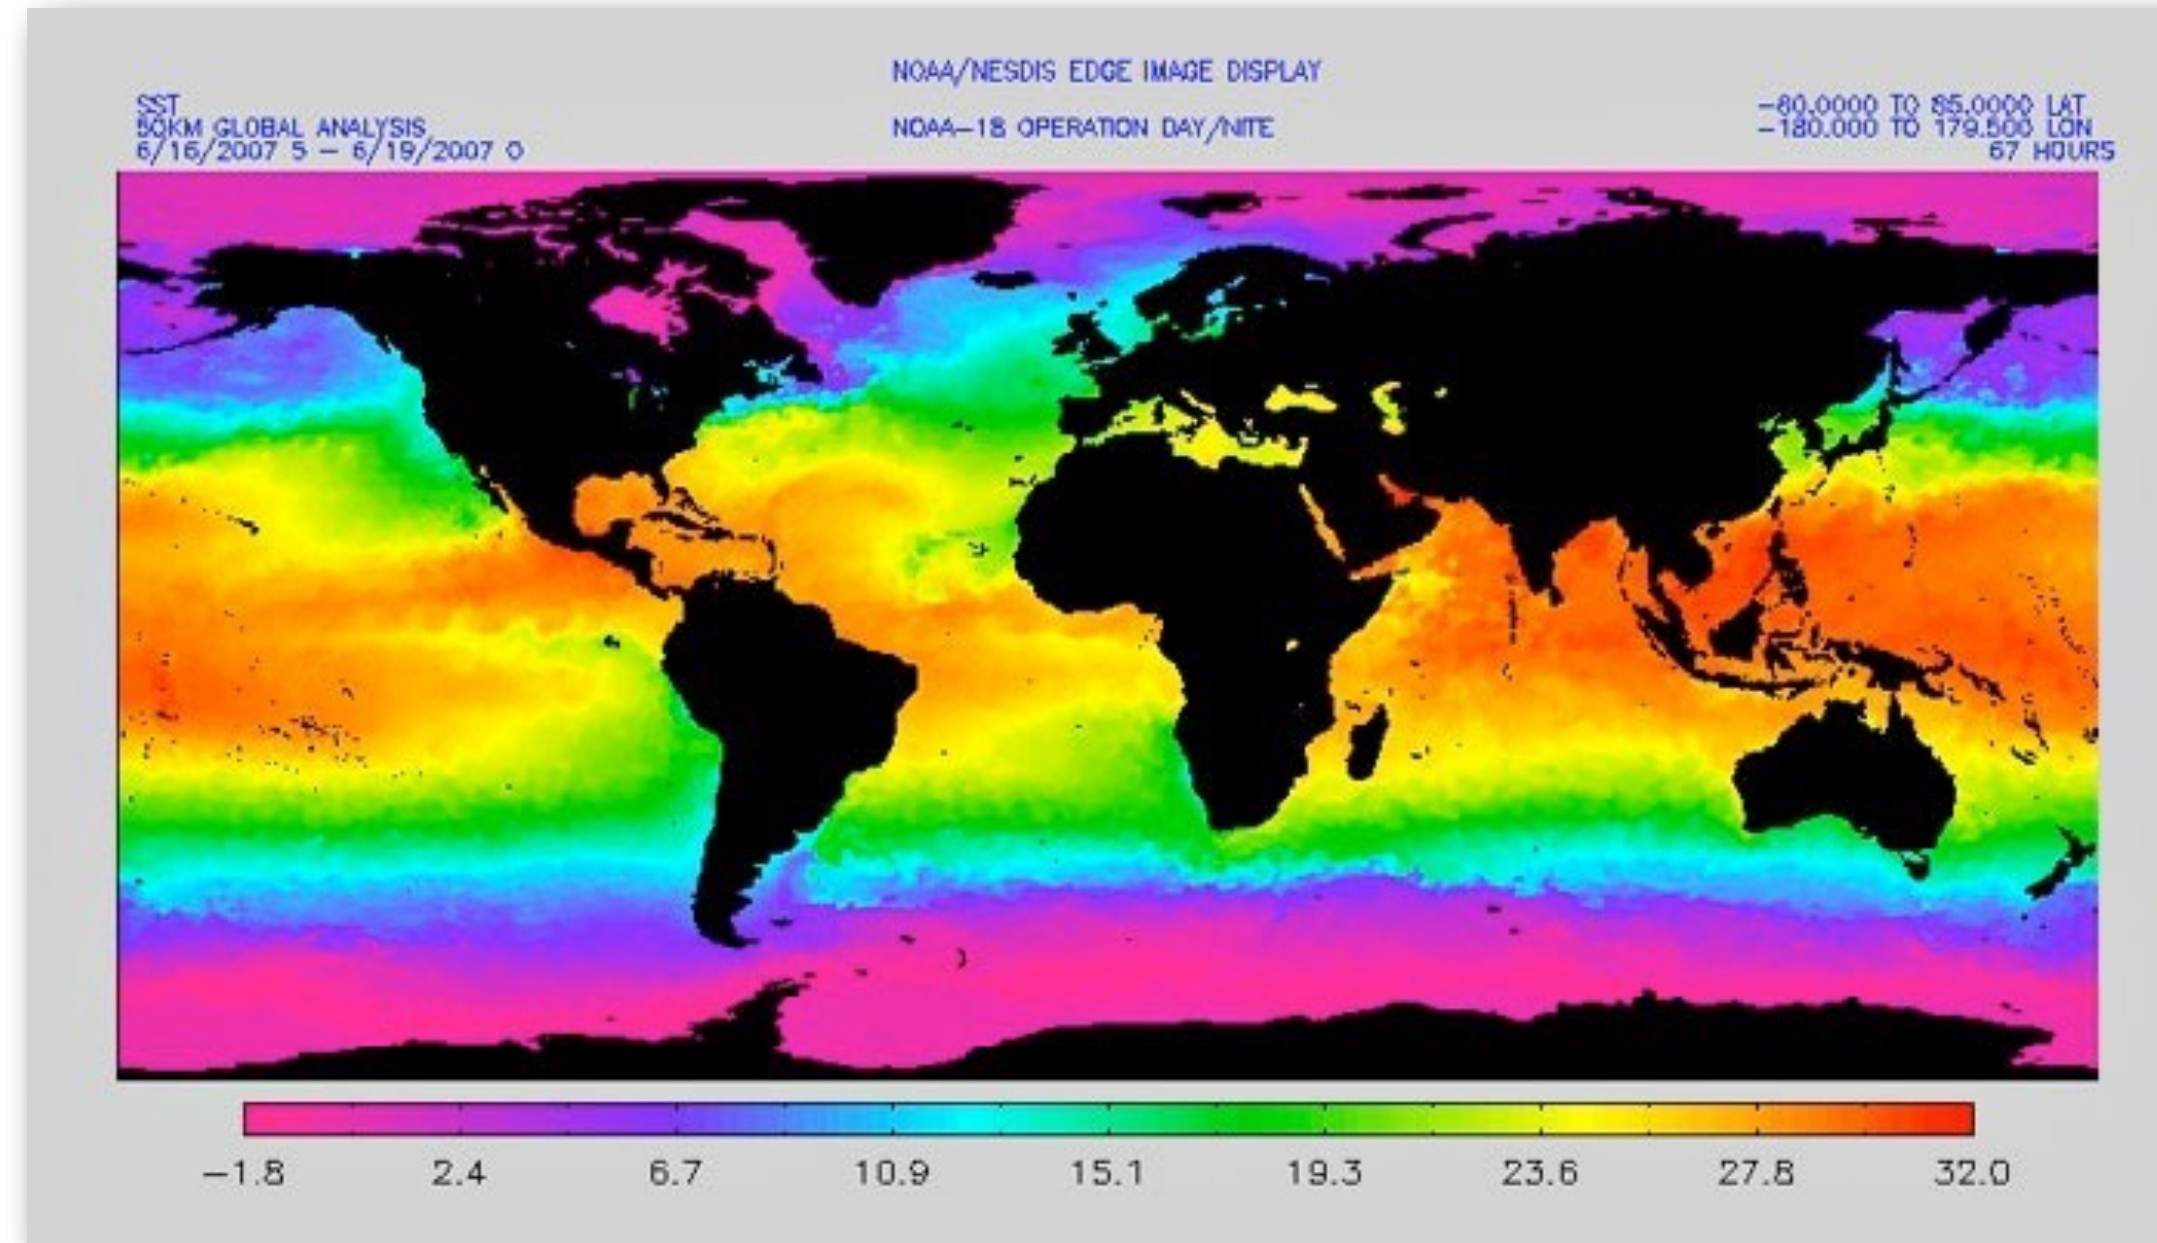 NOAA/NESDIS EDGE IMAGE DISPLAY
SST
50KM GLOBAL ANALYSIS
6/16/2007 5 - 6/19/2007 0
NOAA-18 OPERATION DAY/NITE
-80.0000 TO 85.0000 LAT
-180.000 TO 179.500 LON
67 HOURS
-1.8 2.4 6.7 10.9 15.1 19.3 23.6 27.8 32.0